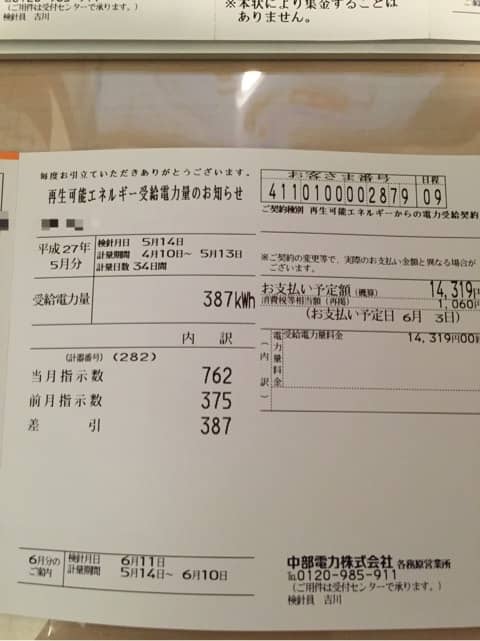 (ご用件は受付センターで承ります。)
検針員 吉川
※本状により集金することは
ありません。
毎度お引立ていただきありがとうございます。
再生可能エネルギー受給電力量のお知らせ
お客さま番号
日程
4110100002879
09
ご契約種別 再生可能エネルギーからの電力受給契約
平成27年
5月分
検針月日 5月14日
計量期間 4月10日~ 5月13日
計量日数 34日間
※ご契約の変更等で、実際のお支払い金額と異なる場合が
ございます。
受給電力量
387kWh
お支払い予定額(概算) 14,319円
消費税等相当額(再掲) 1,060円
(お支払い予定日 6月 3日)
内 訳
(計器番号) (282)
当月指示数 762
前月指示数 375
差 引 387
電力量料金(内訳)
受給電力量料金 14,319円00
6月分の
ご案内
検針月日 6月11日
計量期間 5月14日~ 6月10日
中部電力株式会社 各務原営業所
℡0120-985-911
(ご用件は受付センターで承ります。)
検針員 吉川